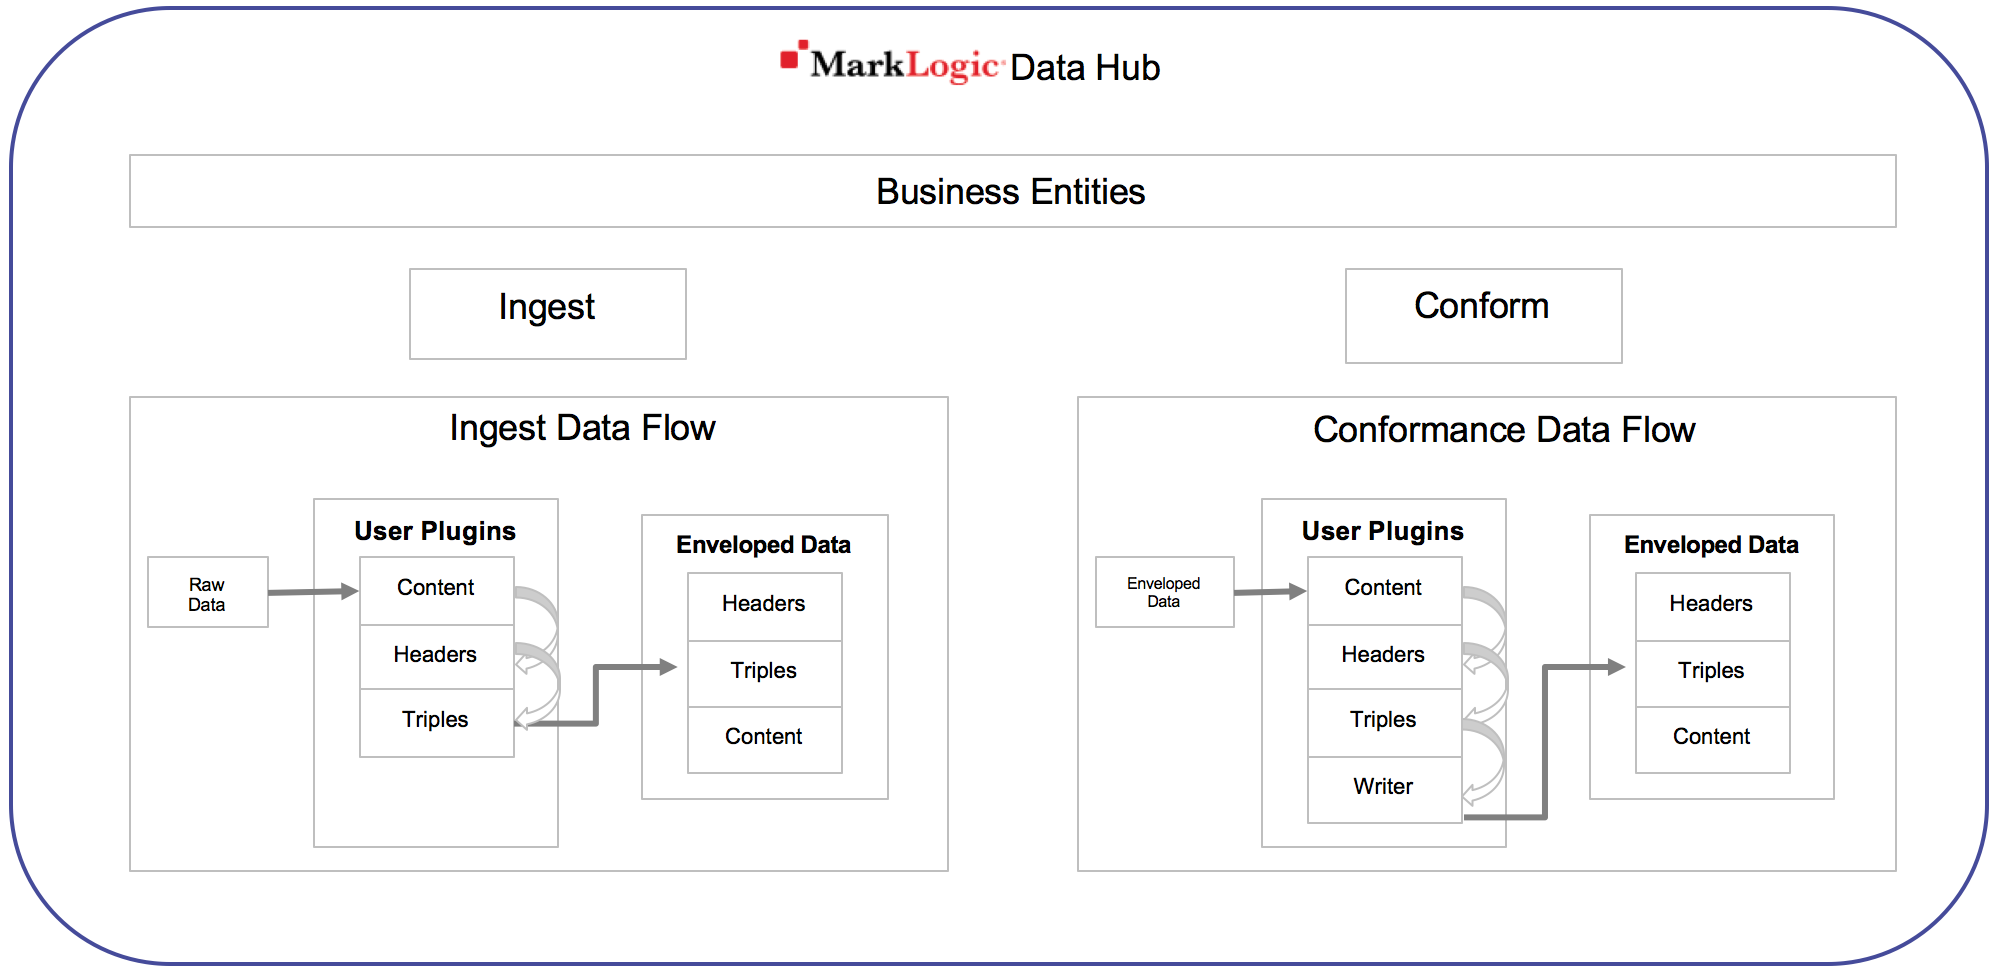 MarkLogic Data Hub
Business Entities
Ingest
Conform
Ingest Data Flow
Raw
Data
User Plugins
Content
Headers
Triples
Enveloped Data
Headers
Triples
Content
Conformance Data Flow
Enveloped
Data
User Plugins
Content
Headers
Triples
Writer
Enveloped Data
Headers
Triples
Content